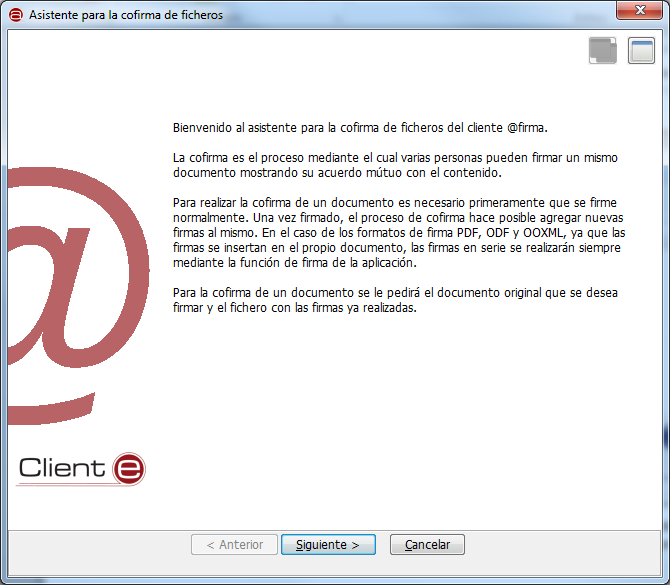 Asistente para la cofirma de ficheros
Bienvenido al asistente para la cofirma de ficheros del cliente @firma.
La cofirma es el proceso mediante el cual varias personas pueden firmar un mismo
documento mostrando su acuerdo mútuo con el contenido.
Para realizar la cofirma de un documento es necesario primeramente que se firme
normalmente. Una vez firmado, el proceso de cofirma hace posible agregar nuevas
firmas al mismo. En el caso de los formatos de firma PDF, ODF y OOXML, ya que las
firmas se insertan en el propio documento, las firmas en serie se realizarán siempre
mediante la función de firma de la aplicación.
Para la cofirma de un documento se le pedirá el documento original que se desea
firmar y el fichero con las firmas ya realizadas.
@
Client e
< Anterior
Siguiente >
Cancelar